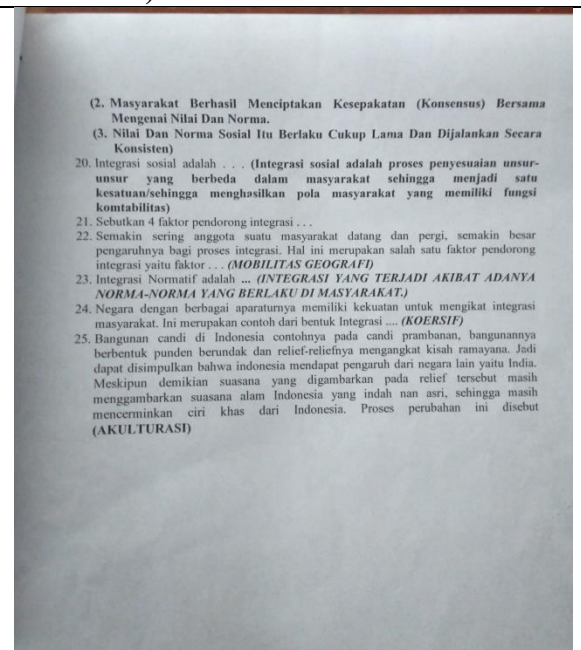 (2. Masyarakat Berhasil Menciptakan Kesepakatan (Konsensus) Bersama
Mengenai Nilai Dan Norma.
(3. Nilai Dan Norma Sosial Itu Berlaku Cukup Lama Dan Dijalankan Secara
Konsisten)
20. Integrasi sosial adalah . . . (Integrasi sosial adalah proses penyesuaian unsur-
unsur yang berbeda dalam masyarakat sehingga menjadi satu
kesatuan/sehingga menghasilkan pola masyarakat yang memiliki fungsi
komtabilitas)
21. Sebutkan 4 faktor pendorong integrasi . . .
22. Semakin sering anggota suatu masyarakat datang dan pergi, semakin besar
pengaruhnya bagi proses integrasi. Hal ini merupakan salah satu faktor pendorong
integrasi yaitu faktor . . . (MOBILITAS GEOGRAFI)
23. Integrasi Normatif adalah ... (INTEGRASI YANG TERJADI AKIBAT ADANYA
NORMA-NORMA YANG BERLAKU DI MASYARAKAT.)
24. Negara dengan berbagai aparaturnya memiliki kekuatan untuk mengikat integrasi
masyarakat. Ini merupakan contoh dari bentuk Integrasi .... (KOERSIF)
25. Bangunan candi di Indonesia contohnya pada candi prambanan, bangunannya
berbentuk punden berundak dan relief-reliefnya mengangkat kisah ramayana. Jadi
dapat disimpulkan bahwa indonesia mendapat pengaruh dari negara lain yaitu India.
Meskipun demikian suasana yang digambarkan pada relief tersebut masih
menggambarkan suasana alam Indonesia yang indah nan asri, sehingga masih
mencerminkan ciri khas dari Indonesia. Proses perubahan ini disebut
(AKULTURASI)